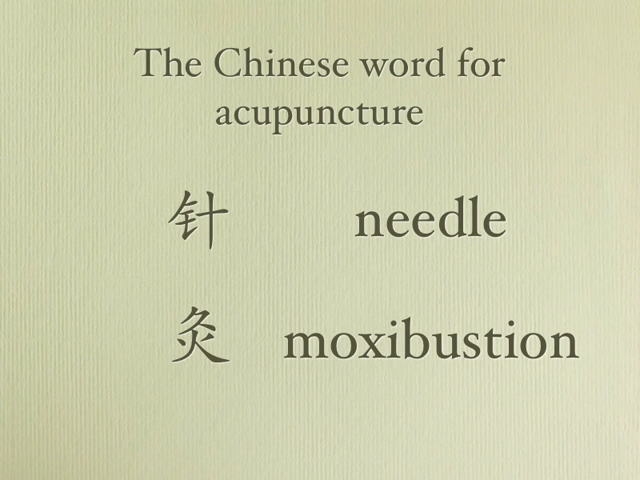 The Chinese word for
acupuncture
针 needle
灸 moxibustion